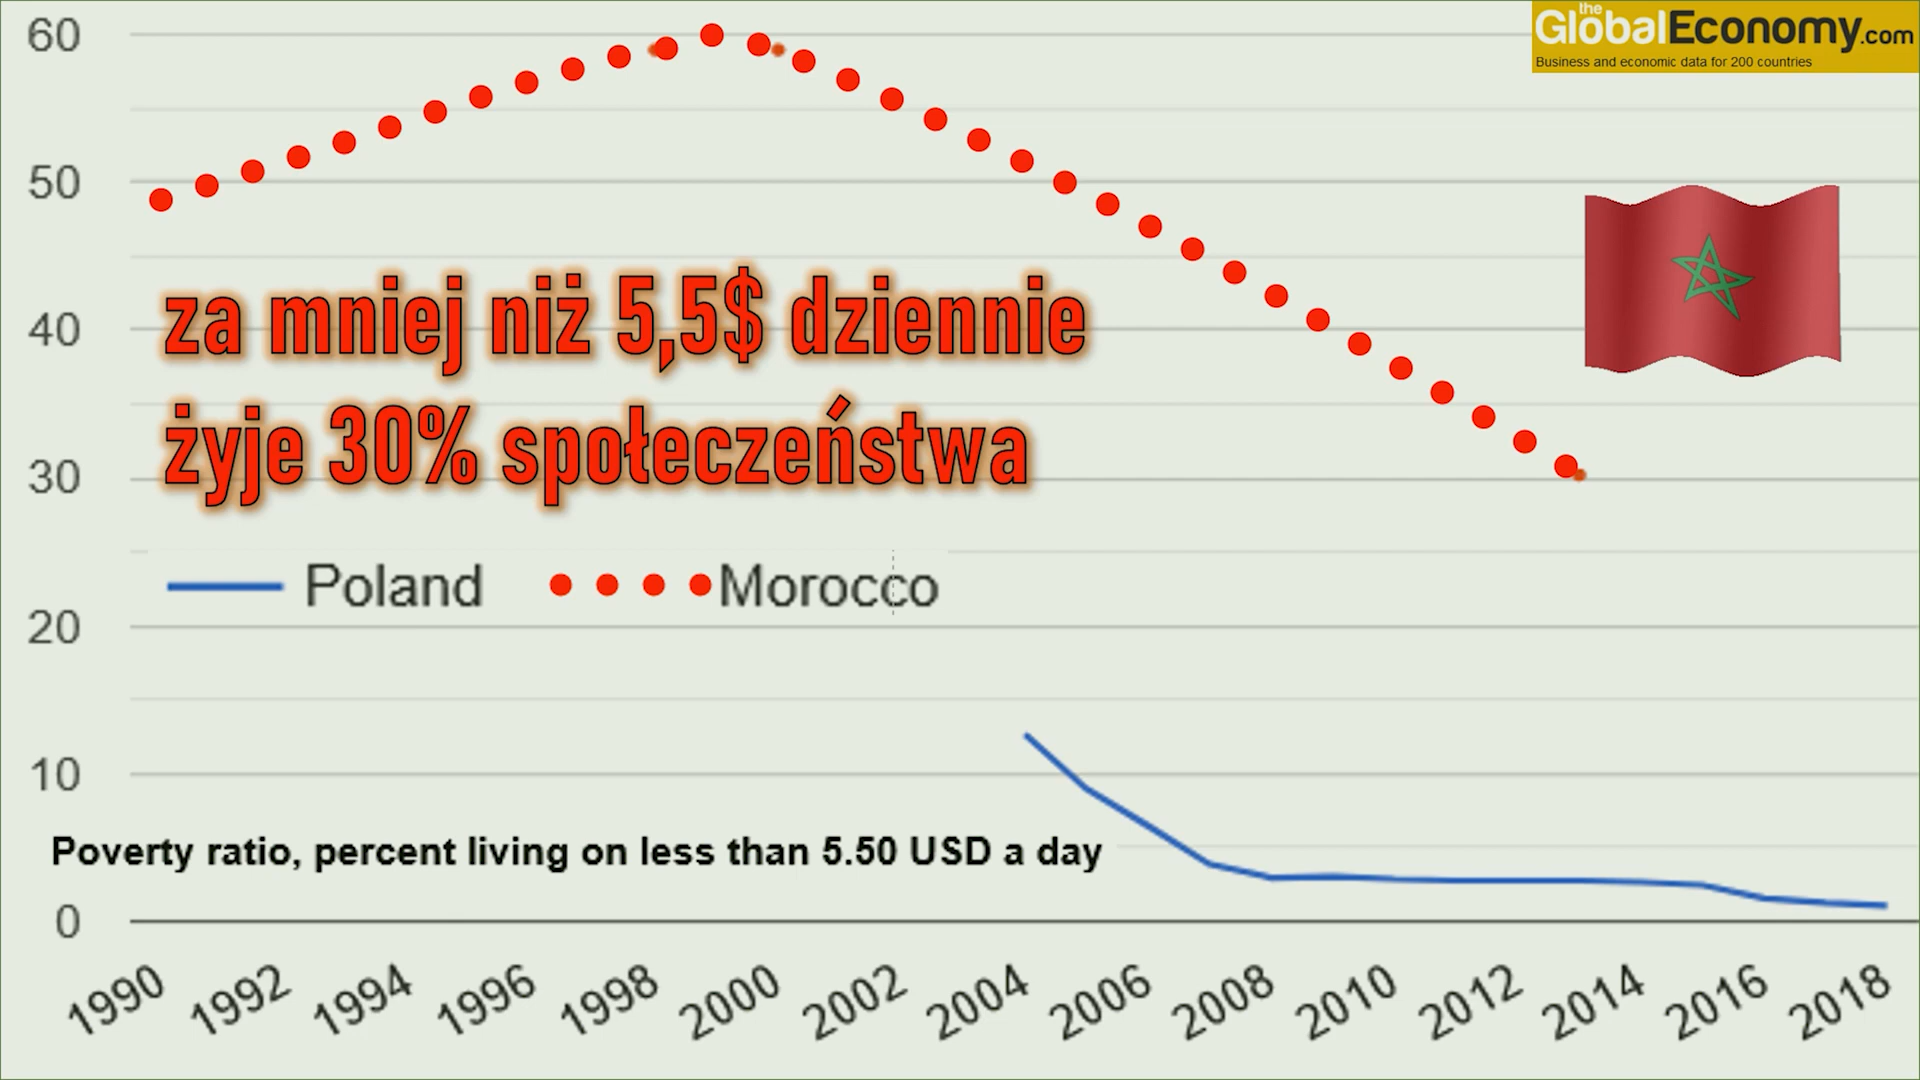 60
the
GlobalEconomy.com
Business and economic data for 200 countries
50
za mniej niż 5,5$ dziennie
40
żyje 30% społeczeństwa
30
Poland Morocco
20
10
Poverty ratio, percent living on less than 5.50 USD a day
0
1990 1992 1994 1996 1998 2000 2002 2004 2006 2008 2010 2012 2014 2016 2018